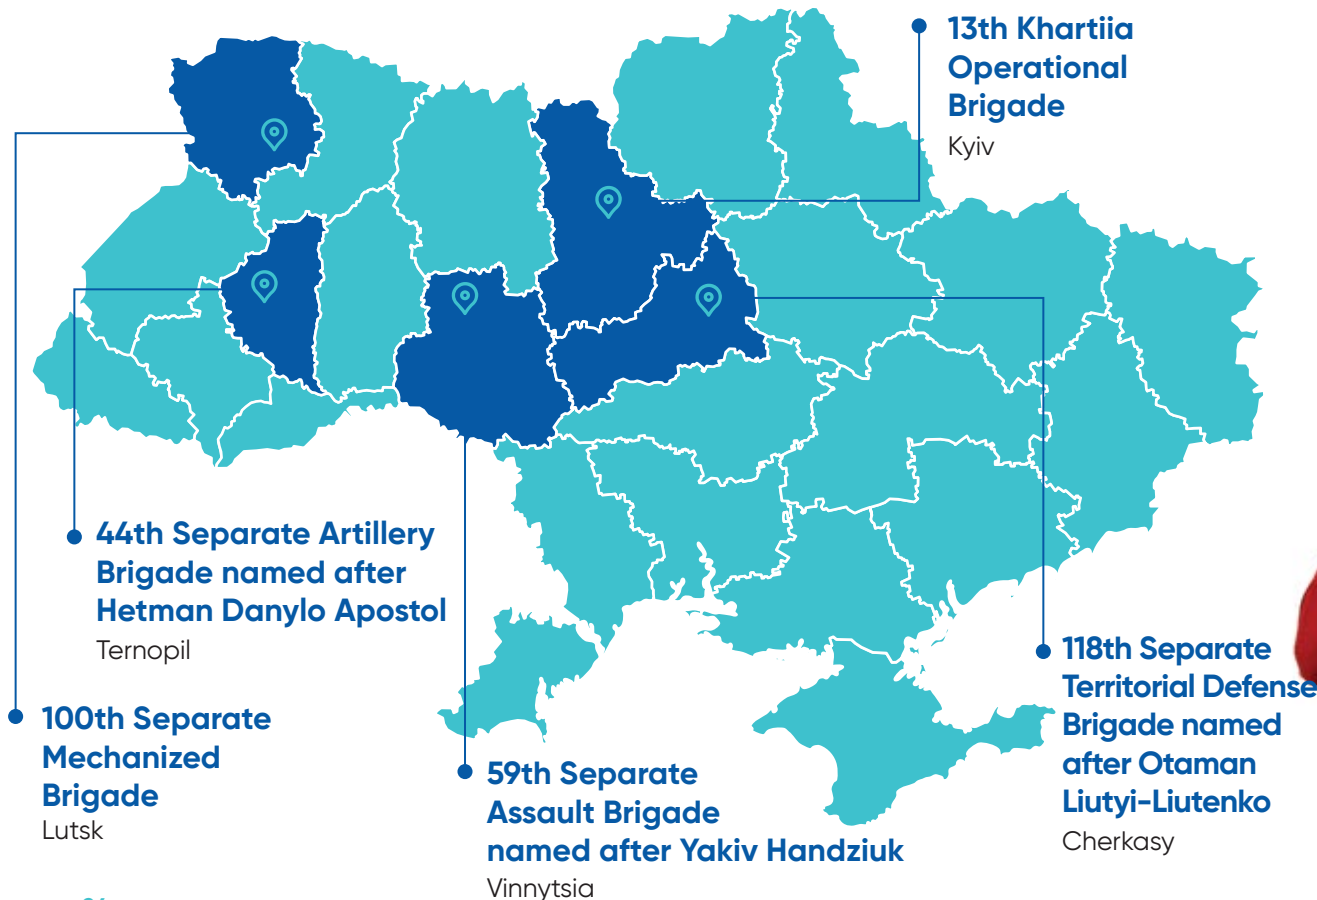 13th Khartiia
Operational
Brigade
Kyiv
44th Separate Artillery
Brigade named after
Hetman Danylo Apostol
Ternopil
100th Separate
Mechanized
Brigade
Lutsk
59th Separate
Assault Brigade
named after Yakiv Handziuk
Vinnytsia
118th Separate
Territorial Defense
Brigade named
after Otaman
Liutyi-Liutenko
Cherkasy